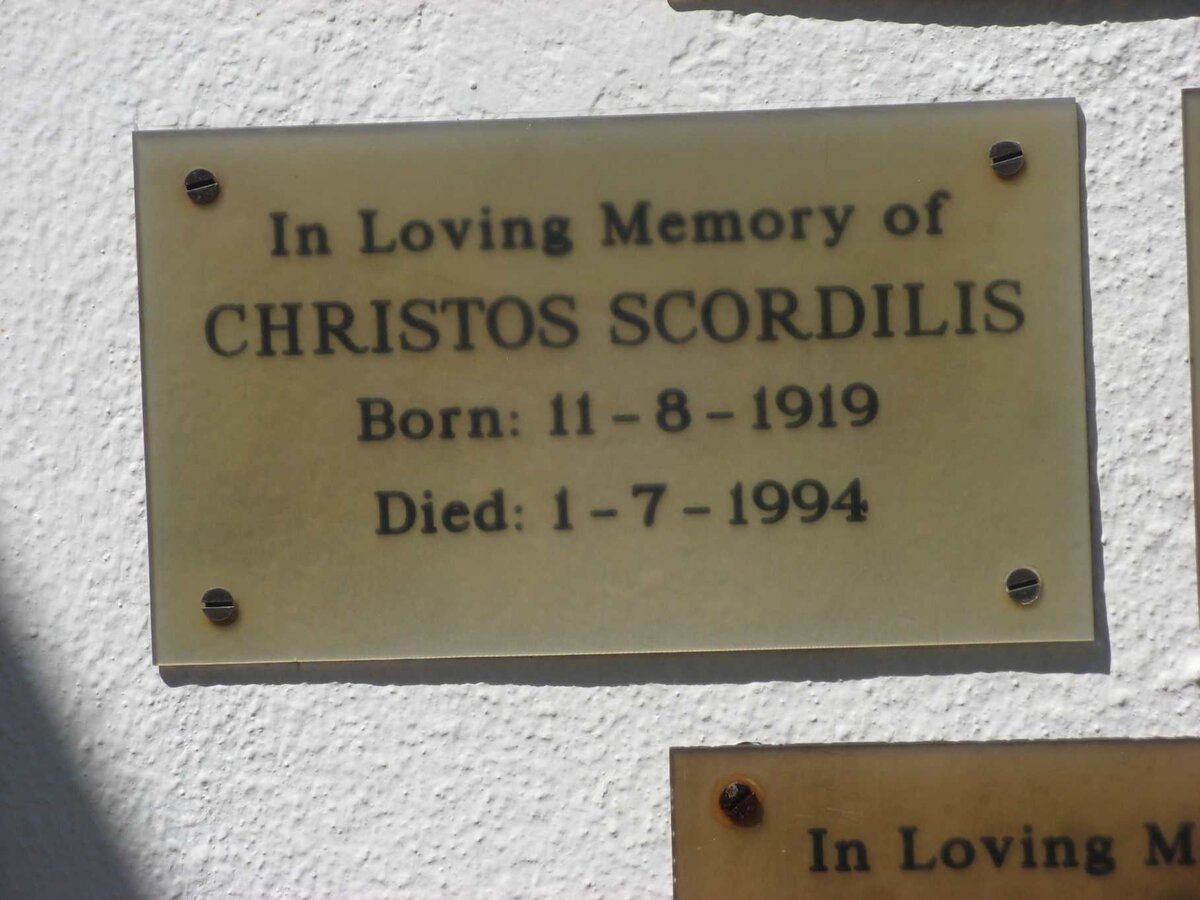 In Loving Memory of
CHRISTOS SCORDILIS
Born: 11 - 8 - 1919
Died: 1 - 7 - 1994
In Loving M